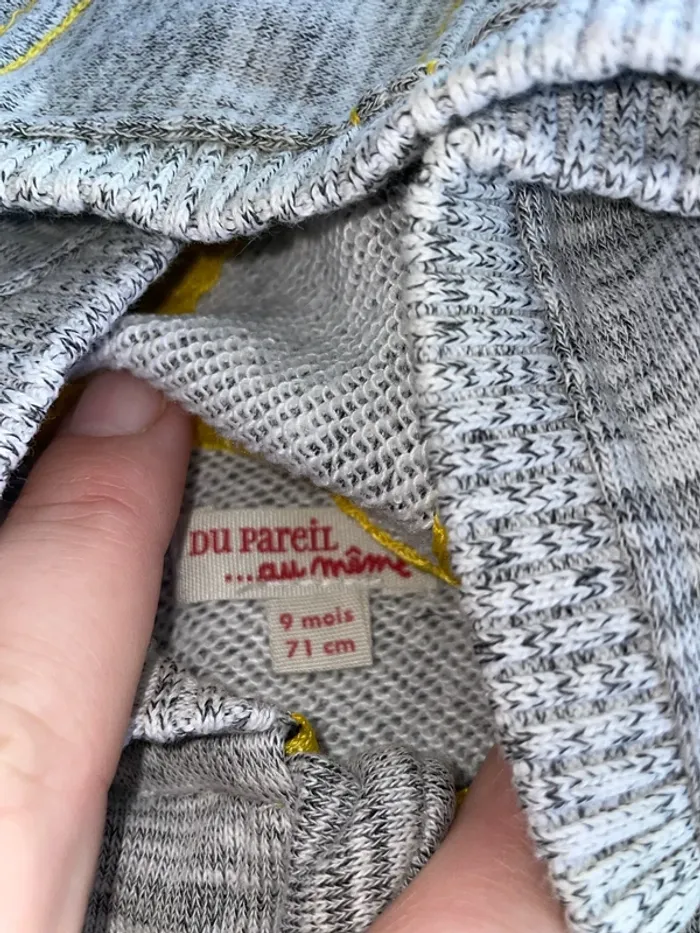 DU PAREIL
....au même
9 mois
71 cm